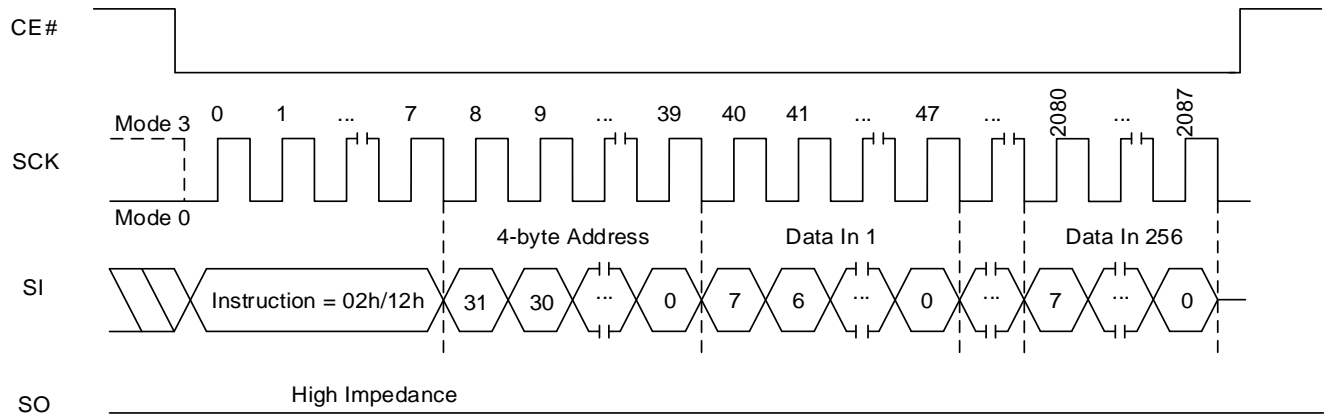 CE#
0 1 ... 7 8 9 ... 39 40 41 ... 47 ... 2080 ... 2087
Mode 3
SCK
Mode 0
4-byte Address Data In 1 Data In 256
SI
Instruction = 02h/12h 31 30 ... 0 7 6 ... 0 ... 7 ... 0
High Impedance
SO